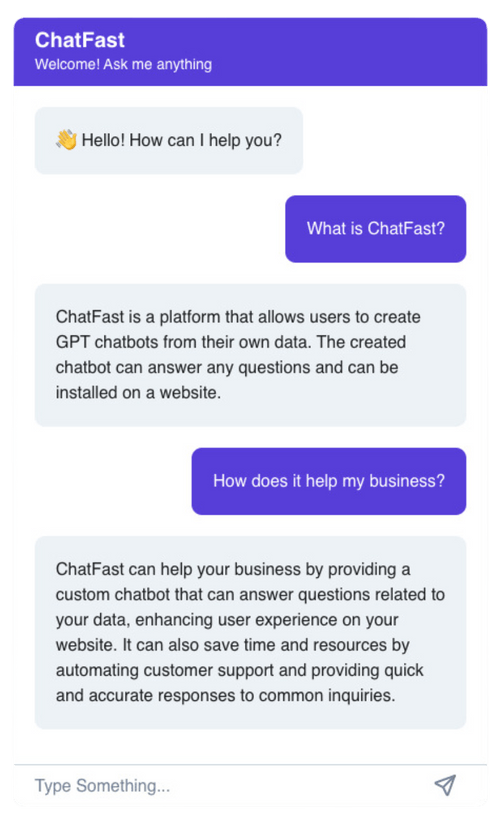 ChatFast
Welcome! Ask me anything
👋 Hello! How can I help you?
What is ChatFast?
ChatFast is a platform that allows users to create
GPT chatbots from their own data. The created
chatbot can answer any questions and can be
installed on a website.
How does it help my business?
ChatFast can help your business by providing a
custom chatbot that can answer questions related to
your data, enhancing user experience on your
website. It can also save time and resources by
automating customer support and providing quick
and accurate responses to common inquiries.
Type Something...